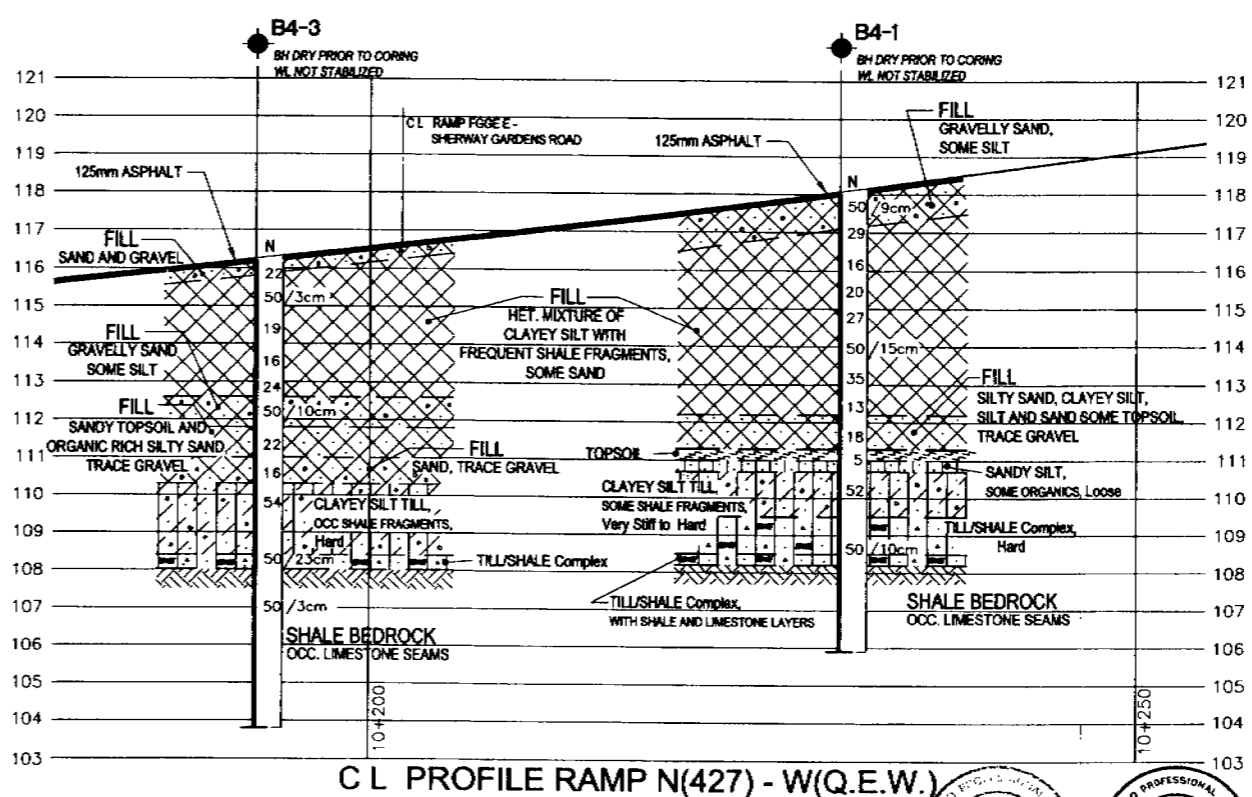 B4-3
BH DRY PRIOR TO CORING
WL NOT STABILIZED
B4-1
BH DRY PRIOR TO CORING
WL NOT STABILIZED
121
120
119
118
117
116
115
114
113
112
111
110
109
108
107
106
105
104
103
125mm ASPHALT
FILL
SAND AND GRAVEL
FILL
GRAVELLY SAND
SOME SILT
FILL
SANDY TOPSOIL AND
ORGANIC RICH SILTY SAND
TRACE GRAVEL
N
22
50/3cm
19
16
24
50/10cm
22
16
54
50/23cm
50/3cm
C L RAMP FGGE E -
SHERWAY GARDENS ROAD
FILL
HET. MIXTURE OF
CLAYEY SILT WITH
FREQUENT SHALE FRAGMENTS,
SOME SAND
FILL
SAND, TRACE GRAVEL
CLAYEY SILT TILL,
OCC SHALE FRAGMENTS,
Hard
TILL/SHALE Complex
SHALE BEDROCK
OCC. LIMESTONE SEAMS
10+200
125mm ASPHALT
TOPSOIL
CLAYEY SILT TILL,
SOME SHALE FRAGMENTS,
Very Stiff to Hard
TILL/SHALE Complex,
WITH SHALE AND LIMESTONE LAYERS
N
50/9cm
29
16
20
27
50/15cm
35
13
18
5
52
50/10cm
FILL
GRAVELLY SAND,
SOME SILT
FILL
SILTY SAND, CLAYEY SILT,
SILT AND SAND SOME TOPSOIL,
TRACE GRAVEL
SANDY SILT,
SOME ORGANICS, Loose
TILL/SHALE Complex,
Hard
SHALE BEDROCK
OCC. LIMESTONE SEAMS
10+250
121
120
119
118
117
116
115
114
113
112
111
110
109
108
107
106
105
104
103
C L PROFILE RAMP N(427) - W(Q.E.W.)
PROFESSIONAL